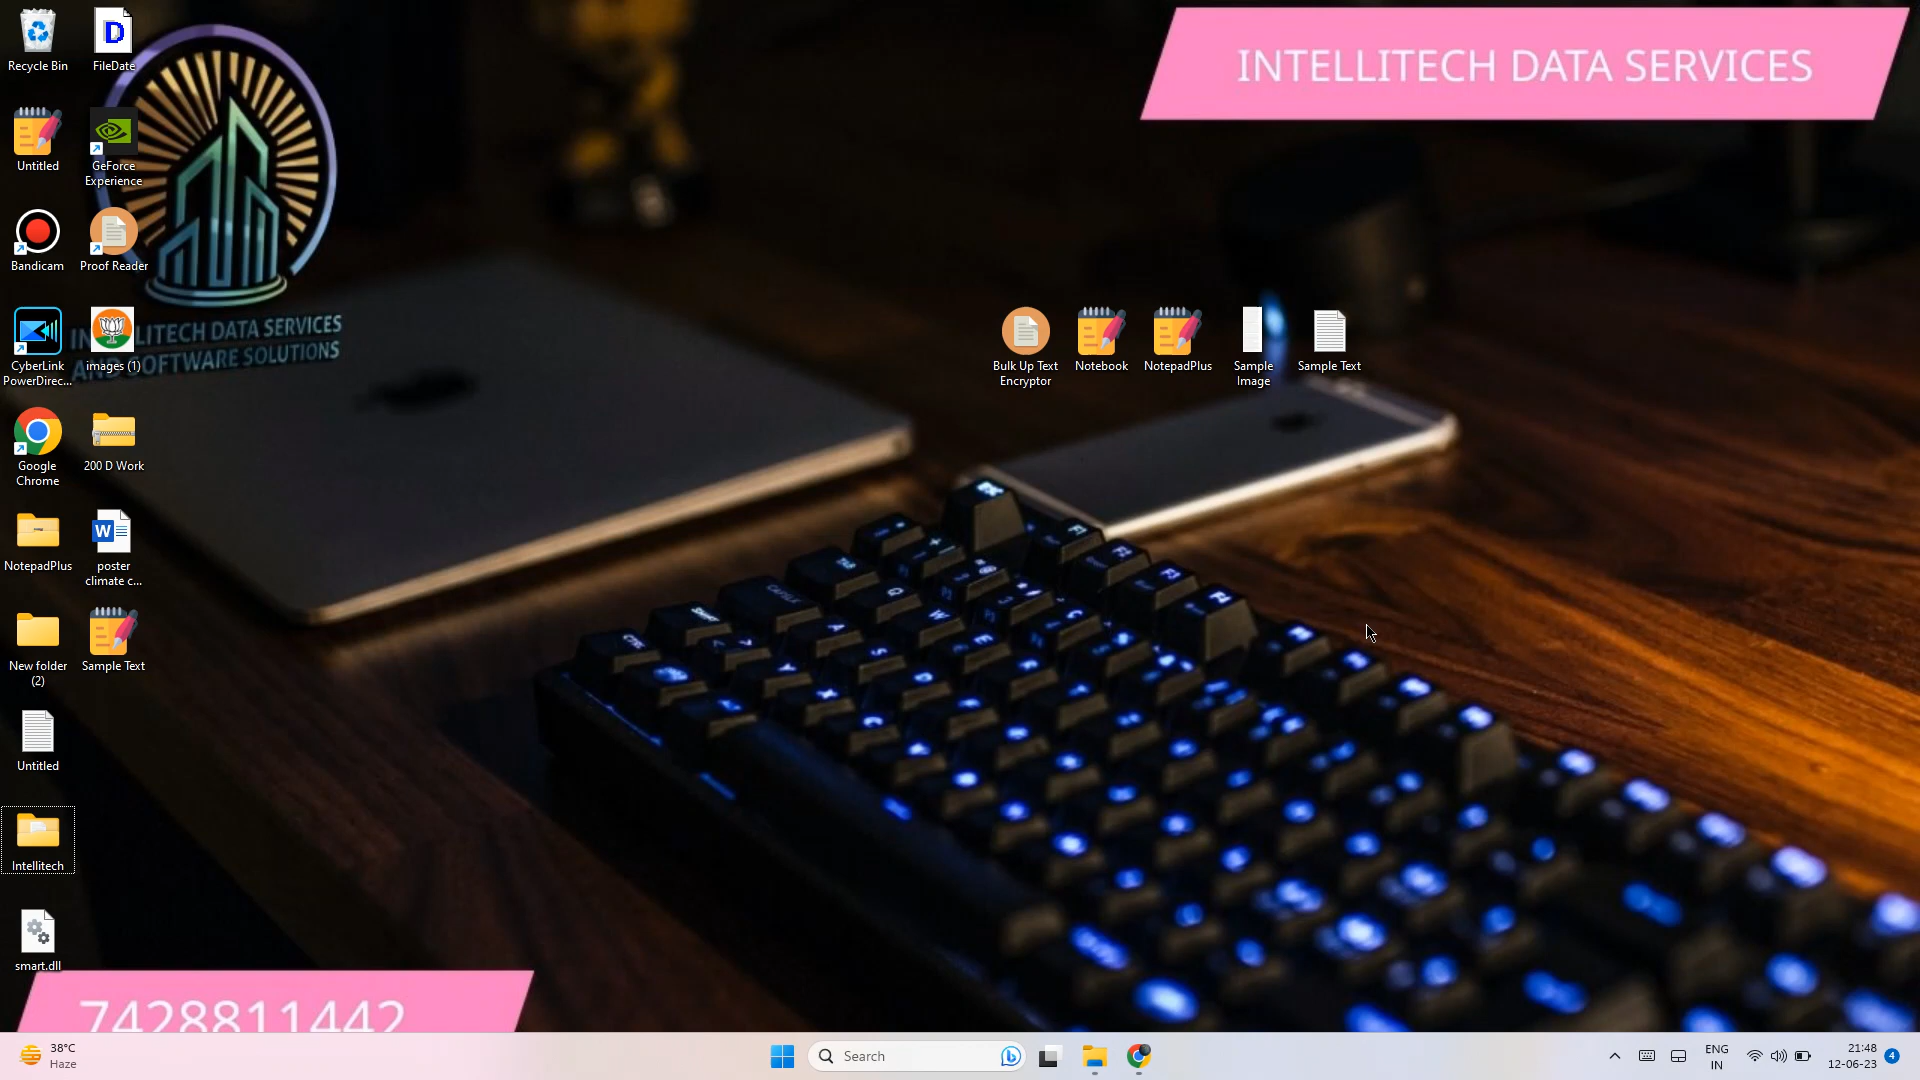 INTELLITECH DATA SERVICES
Recycle Bin
FileDate
Untitled
GeForce
Experience
Bandicam
Proof Reader
INTELLITECH DATA SERVICES
AND SOFTWARE SOLUTIONS
CyberLink
PowerDirec...
images (1)
Bulk Up Text
Encryptor
Notebook
NotepadPlus
Sample
Image
Sample Text
Google
Chrome
200 D Work
NotepadPlus
poster
climate c...
New folder
(2)
Sample Text
Untitled
Intellitech
smart.dll
7428811442
38°C
Haze
Search
ENG
IN
21:48
12-06-23
4